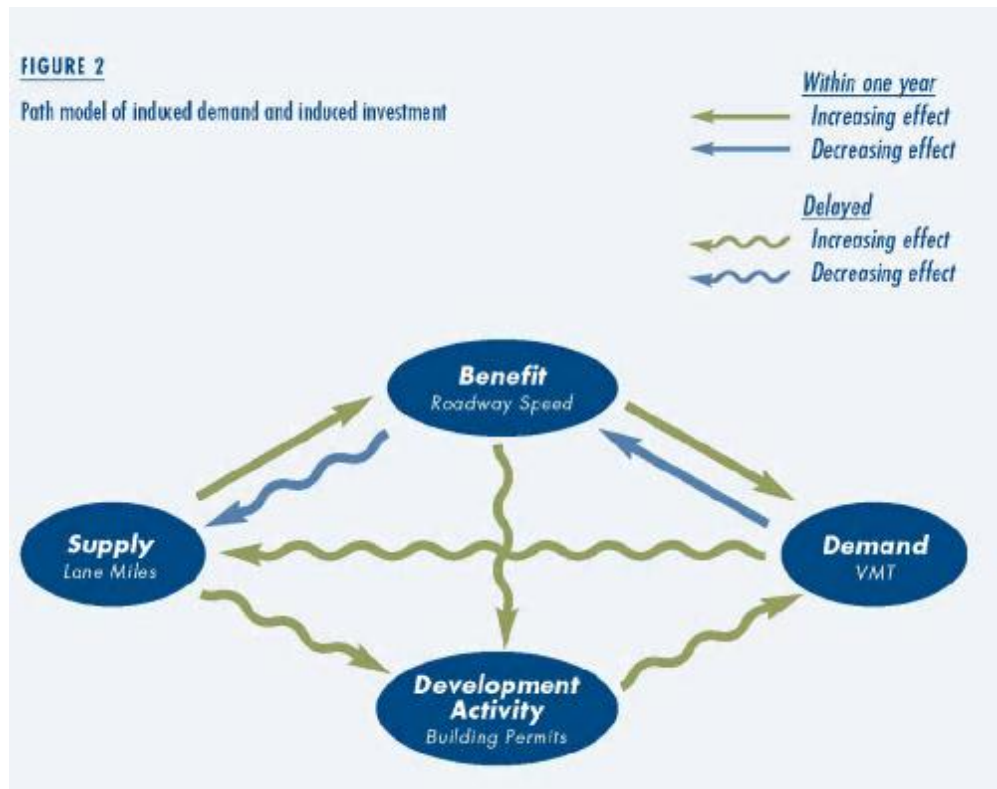 FIGURE 2
Path model of induced demand and induced investment
Within one year
Increasing effect
Decreasing effect
Delayed
Increasing effect
Decreasing effect
Benefit
Roadway Speed
Supply
Lane Miles
Demand
VMT
Development
Activity
Building Permits